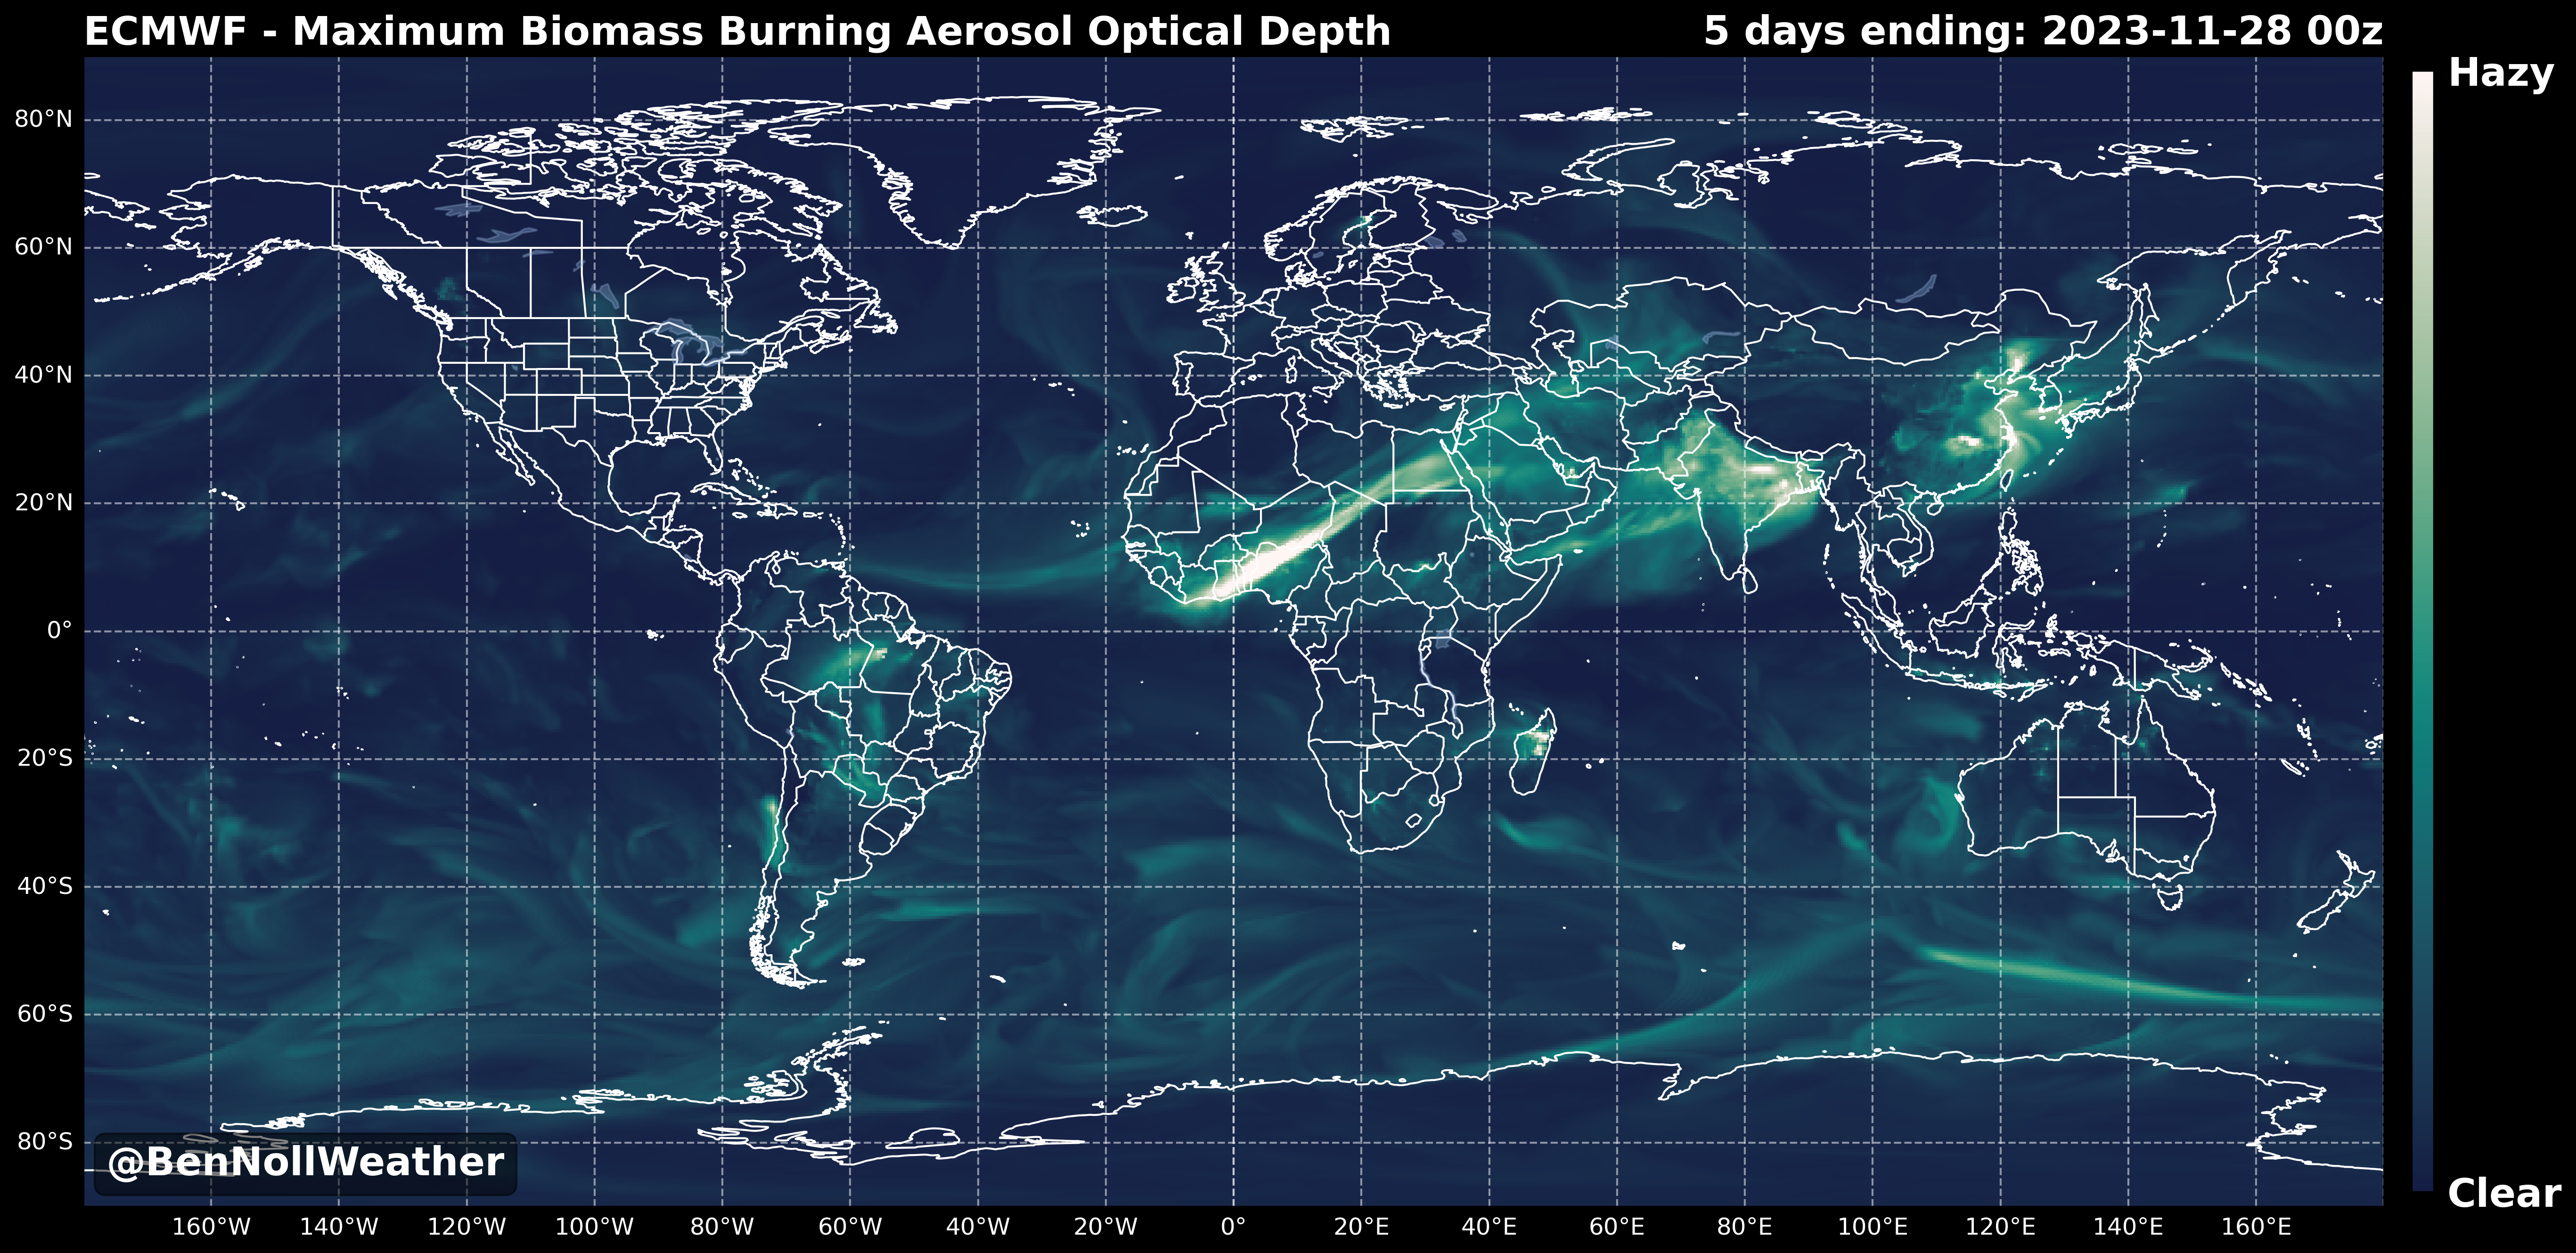 ECMWF - Maximum Biomass Burning Aerosol Optical Depth
5 days ending: 2023-11-28 00z
Hazy
80°N
60°N
40°N
20°N
0°
20°S
40°S
60°S
80°S
@BenNollWeather
Clear
160°W 140°W 120°W 100°W 80°W 60°W 40°W 20°W 0° 20°E 40°E 60°E 80°E 100°E 120°E 140°E 160°E